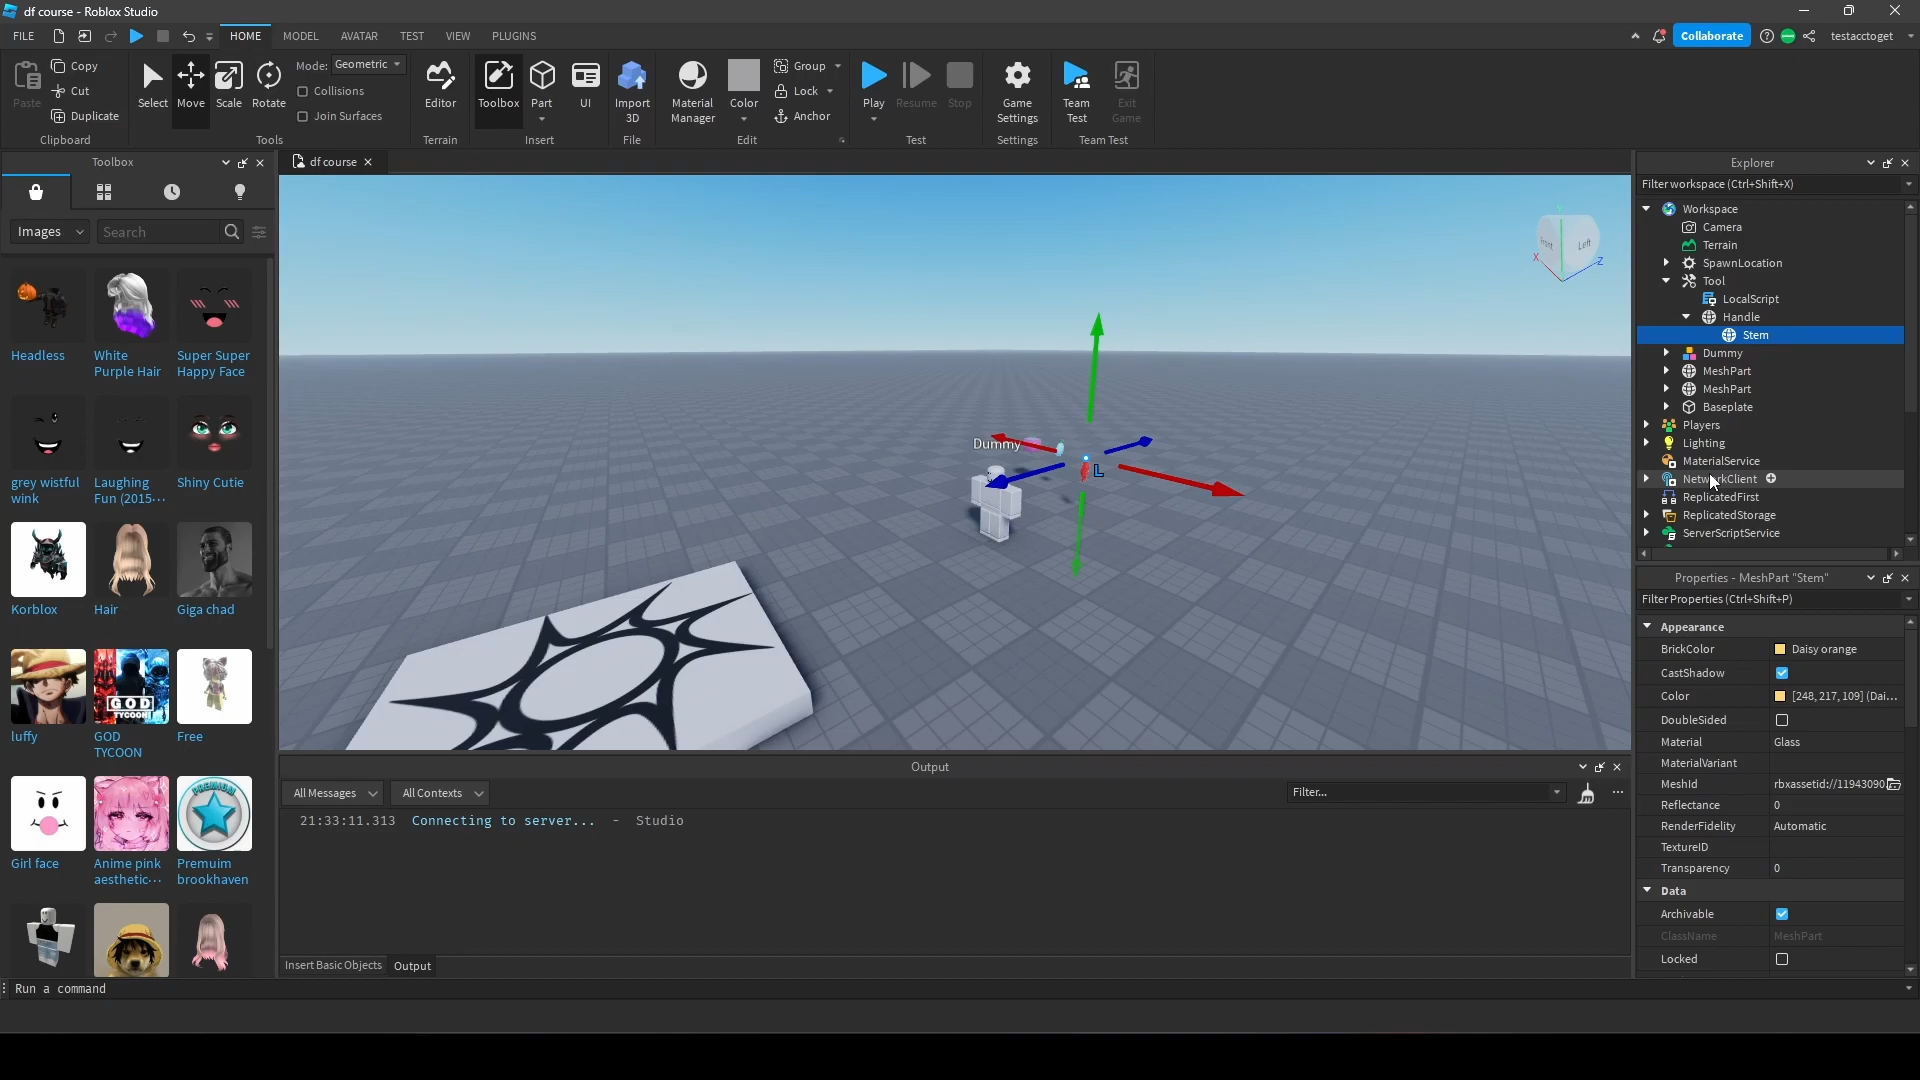 df course - Roblox Studio
FILE
HOME
MODEL
AVATAR
TEST
VIEW
PLUGINS
Collaborate
testacctoget
Paste
Copy
Cut
Duplicate
Clipboard
Select
Move
Scale
Rotate
Mode: Geometric
Collisions
Join Surfaces
Tools
Editor
Terrain
Toolbox
Part
UI
Insert
Import 3D
File
Material Manager
Color
Group
Lock
Anchor
Edit
Play
Resume
Stop
Test
Game Settings
Settings
Team Test
Exit Game
Team Test
Toolbox
Images
Search
Headless
White Purple Hair
Super Super Happy Face
grey wistful wink
Laughing Fun (2015...
Shiny Cutie
Korblox
Hair
Giga chad
luffy
GOD TYCOON
GOD TYCOON
Free
Girl face
Anime pink aesthetic...
PREMIUM
Premuim brookhaven
df course
Dummy
L
Front
Left
Y
X
Z
Output
All Messages
All Contexts
Filter...
21:33:11.313 Connecting to server... - Studio
Insert Basic Objects
Output
Run a command
Explorer
Filter workspace (Ctrl+Shift+X)
Workspace
Camera
Terrain
SpawnLocation
Tool
LocalScript
Handle
Stem
Dummy
MeshPart
MeshPart
Baseplate
Players
Lighting
MaterialService
NetworkClient
ReplicatedFirst
ReplicatedStorage
ServerScriptService
Properties - MeshPart "Stem"
Filter Properties (Ctrl+Shift+P)
Appearance
BrickColor Daisy orange
CastShadow
Color [248, 217, 109] (Dai...
DoubleSided
Material Glass
MaterialVariant
MeshId rbxassetid://11943090
Reflectance 0
RenderFidelity Automatic
TextureID
Transparency 0
Data
Archivable
ClassName MeshPart
Locked